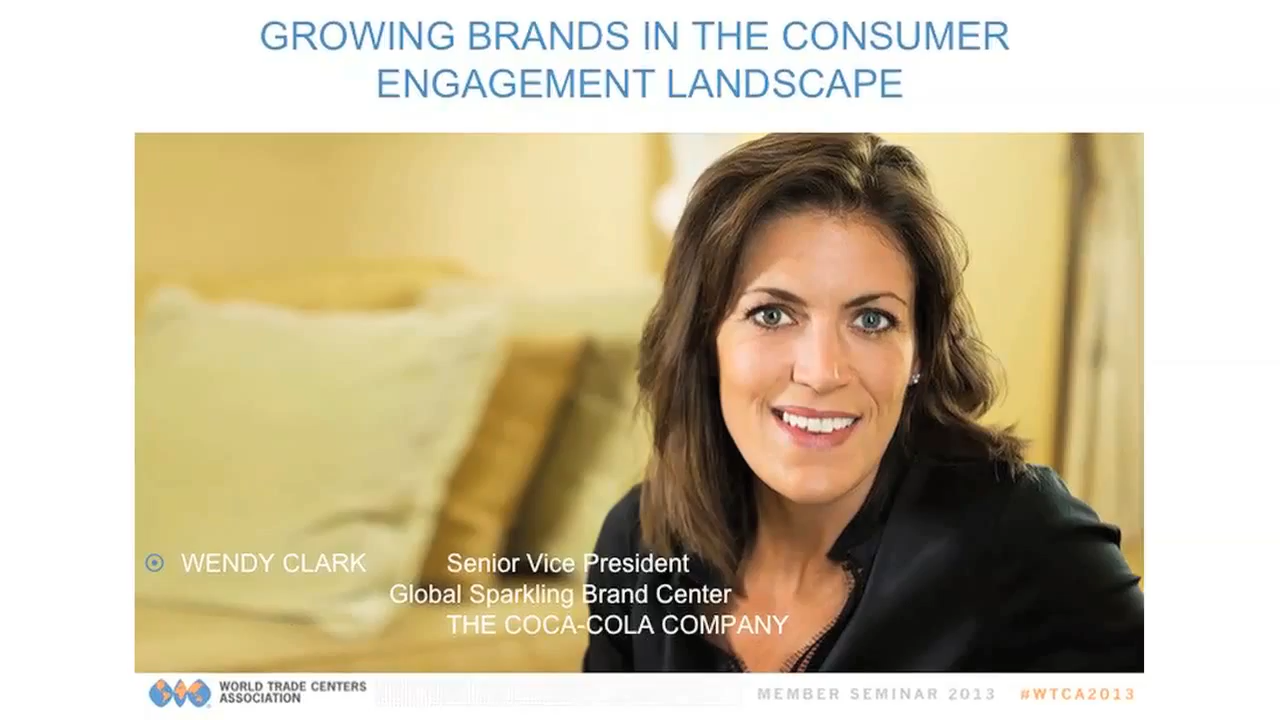 GROWING BRANDS IN THE CONSUMER
ENGAGEMENT LANDSCAPE
WENDY CLARK Senior Vice President
Global Sparkling Brand Center
THE COCA-COLA COMPANY
WORLD TRADE CENTERS
ASSOCIATION
MEMBER SEMINAR 2013 #WTCA2013